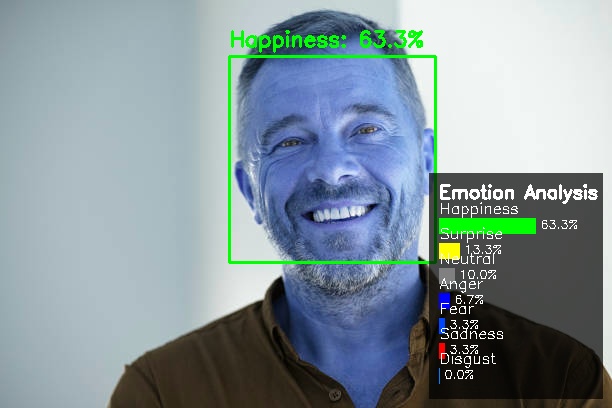 Happiness: 63.3%
Emotion Analysis
Happiness
63.3%
Surprise
13.3%
Neutral
10.0%
Anger
6.7%
Fear
3.3%
Sadness
3.3%
Disgust
0.0%